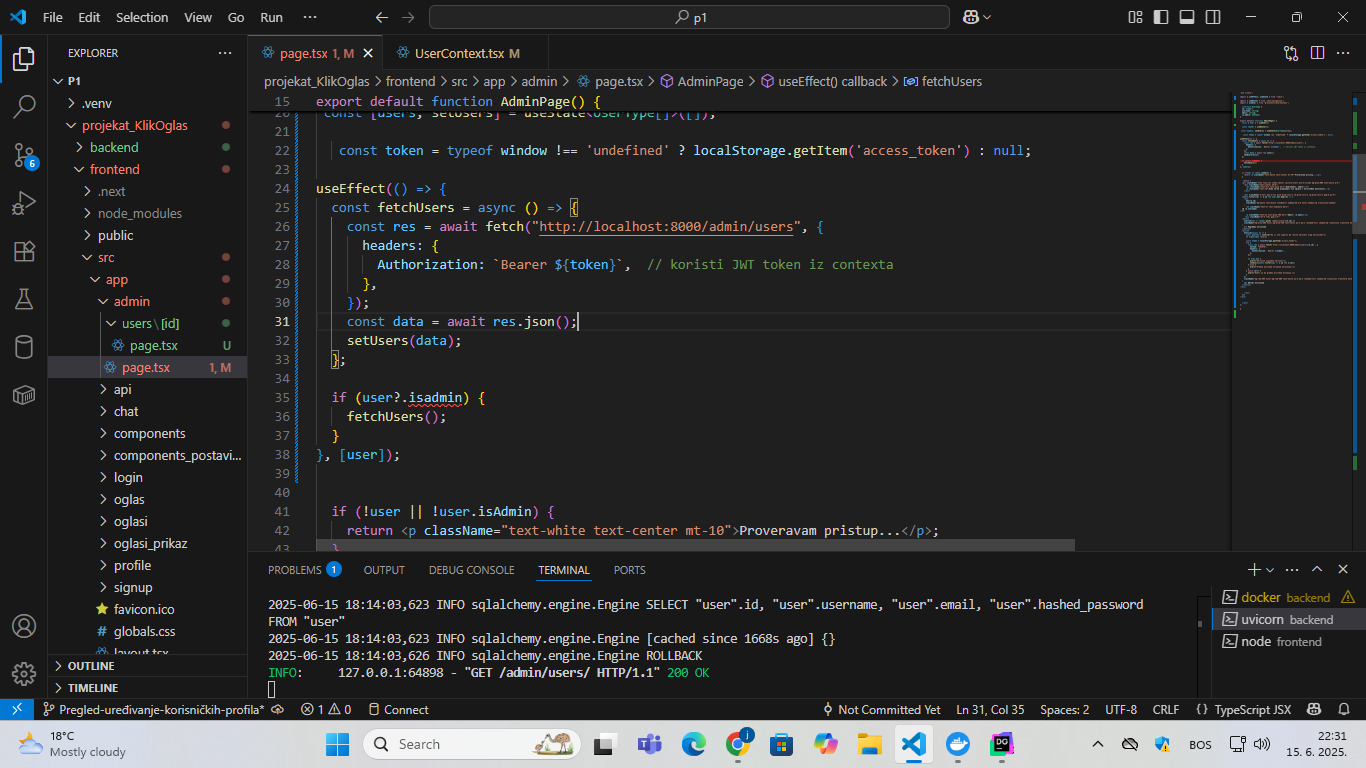 File Edit Selection View Go Run ··· p1
EXPLORER ···
page.tsx 1, M
UserContext.tsx M
P1
.venv
projekat_KlikOglas
backend
frontend
.next
node_modules
public
src
app
admin
users\[id]
page.tsx U
page.tsx 1, M
api
chat
components
components_postavi...
login
oglas
oglasi
oglasi_prikaz
profile
signup
favicon.ico
globals.css
layout.tsx
OUTLINE
TIMELINE
projekat_KlikOglas > frontend > src > app > admin > page.tsx > AdminPage > useEffect() callback > fetchUsers
15 export default function AdminPage() {
20 const [users, setUsers] = useState<UserType[]>([]);
21
22 const token = typeof window !== 'undefined' ? localStorage.getItem('access_token') : null;
23
24 useEffect(() => {
25 const fetchUsers = async () => {
26 const res = await fetch("http://localhost:8000/admin/users", {
27 headers: {
28 Authorization: `Bearer ${token}`, // koristi JWT token iz contexta
29 },
30 });
31 const data = await res.json();
32 setUsers(data);
33 };
34
35 if (user?.isadmin) {
36 fetchUsers();
37 }
38 }, [user]);
39
40
41 if (!user || !user.isAdmin) {
42 return <p className="text-white text-center mt-10">Proveravam pristup...</p>;
43 }
PROBLEMS 1 OUTPUT DEBUG CONSOLE TERMINAL PORTS
2025-06-15 18:14:03,623 INFO sqlalchemy.engine.Engine SELECT "user".id, "user".username, "user".email, "user".hashed_password
FROM "user"
2025-06-15 18:14:03,623 INFO sqlalchemy.engine.Engine [cached since 1668s ago] {}
2025-06-15 18:14:03,626 INFO sqlalchemy.engine.Engine ROLLBACK
INFO: 127.0.0.1:64898 - "GET /admin/users/ HTTP/1.1" 200 OK
docker backend
uvicorn backend
node frontend
6
Pregled-uređivanje-korisničkih-profila* 1 0 Connect Not Committed Yet Ln 31, Col 35 Spaces: 2 UTF-8 CRLF {} TypeScript JSX
18°C
Mostly cloudy
Search
BOS
22:31
15. 6. 2025.